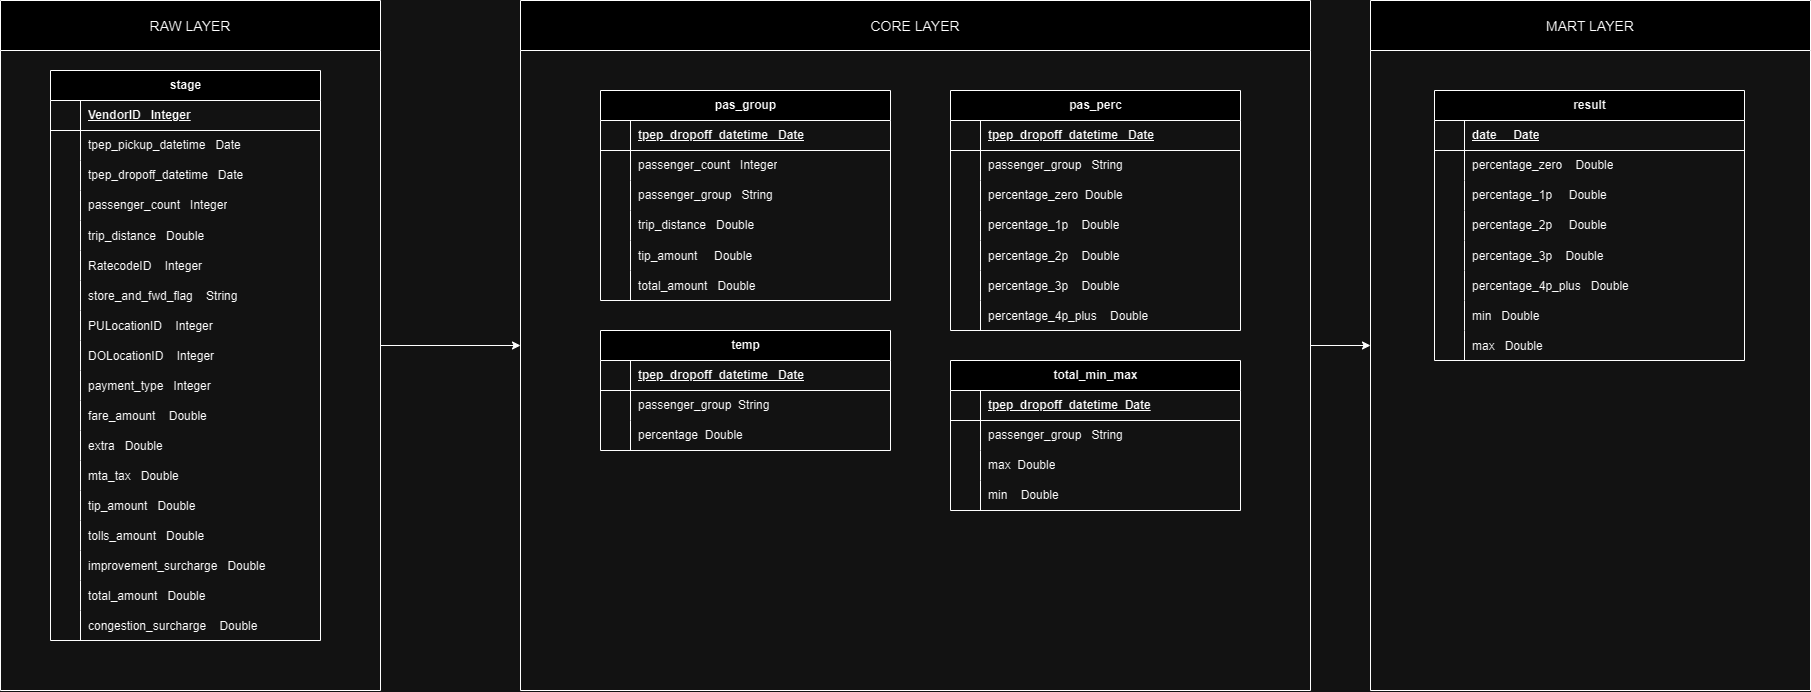 RAW LAYER
stage
VendorID Integer
tpep_pickup_datetime Date
tpep_dropoff_datetime Date
passenger_count Integer
trip_distance Double
RatecodeID Integer
store_and_fwd_flag String
PULocationID Integer
DOLocationID Integer
payment_type Integer
fare_amount Double
extra Double
mta_tax Double
tip_amount Double
tolls_amount Double
improvement_surcharge Double
total_amount Double
congestion_surcharge Double
CORE LAYER
pas_group
tpep_dropoff_datetime Date
passenger_count Integer
passenger_group String
trip_distance Double
tip_amount Double
total_amount Double
temp
tpep_dropoff_datetime Date
passenger_group String
percentage Double
pas_perc
tpep_dropoff_datetime Date
passenger_group String
percentage_zero Double
percentage_1p Double
percentage_2p Double
percentage_3p Double
percentage_4p_plus Double
total_min_max
tpep_dropoff_datetime Date
passenger_group String
max Double
min Double
MART LAYER
result
date Date
percentage_zero Double
percentage_1p Double
percentage_2p Double
percentage_3p Double
percentage_4p_plus Double
min Double
max Double